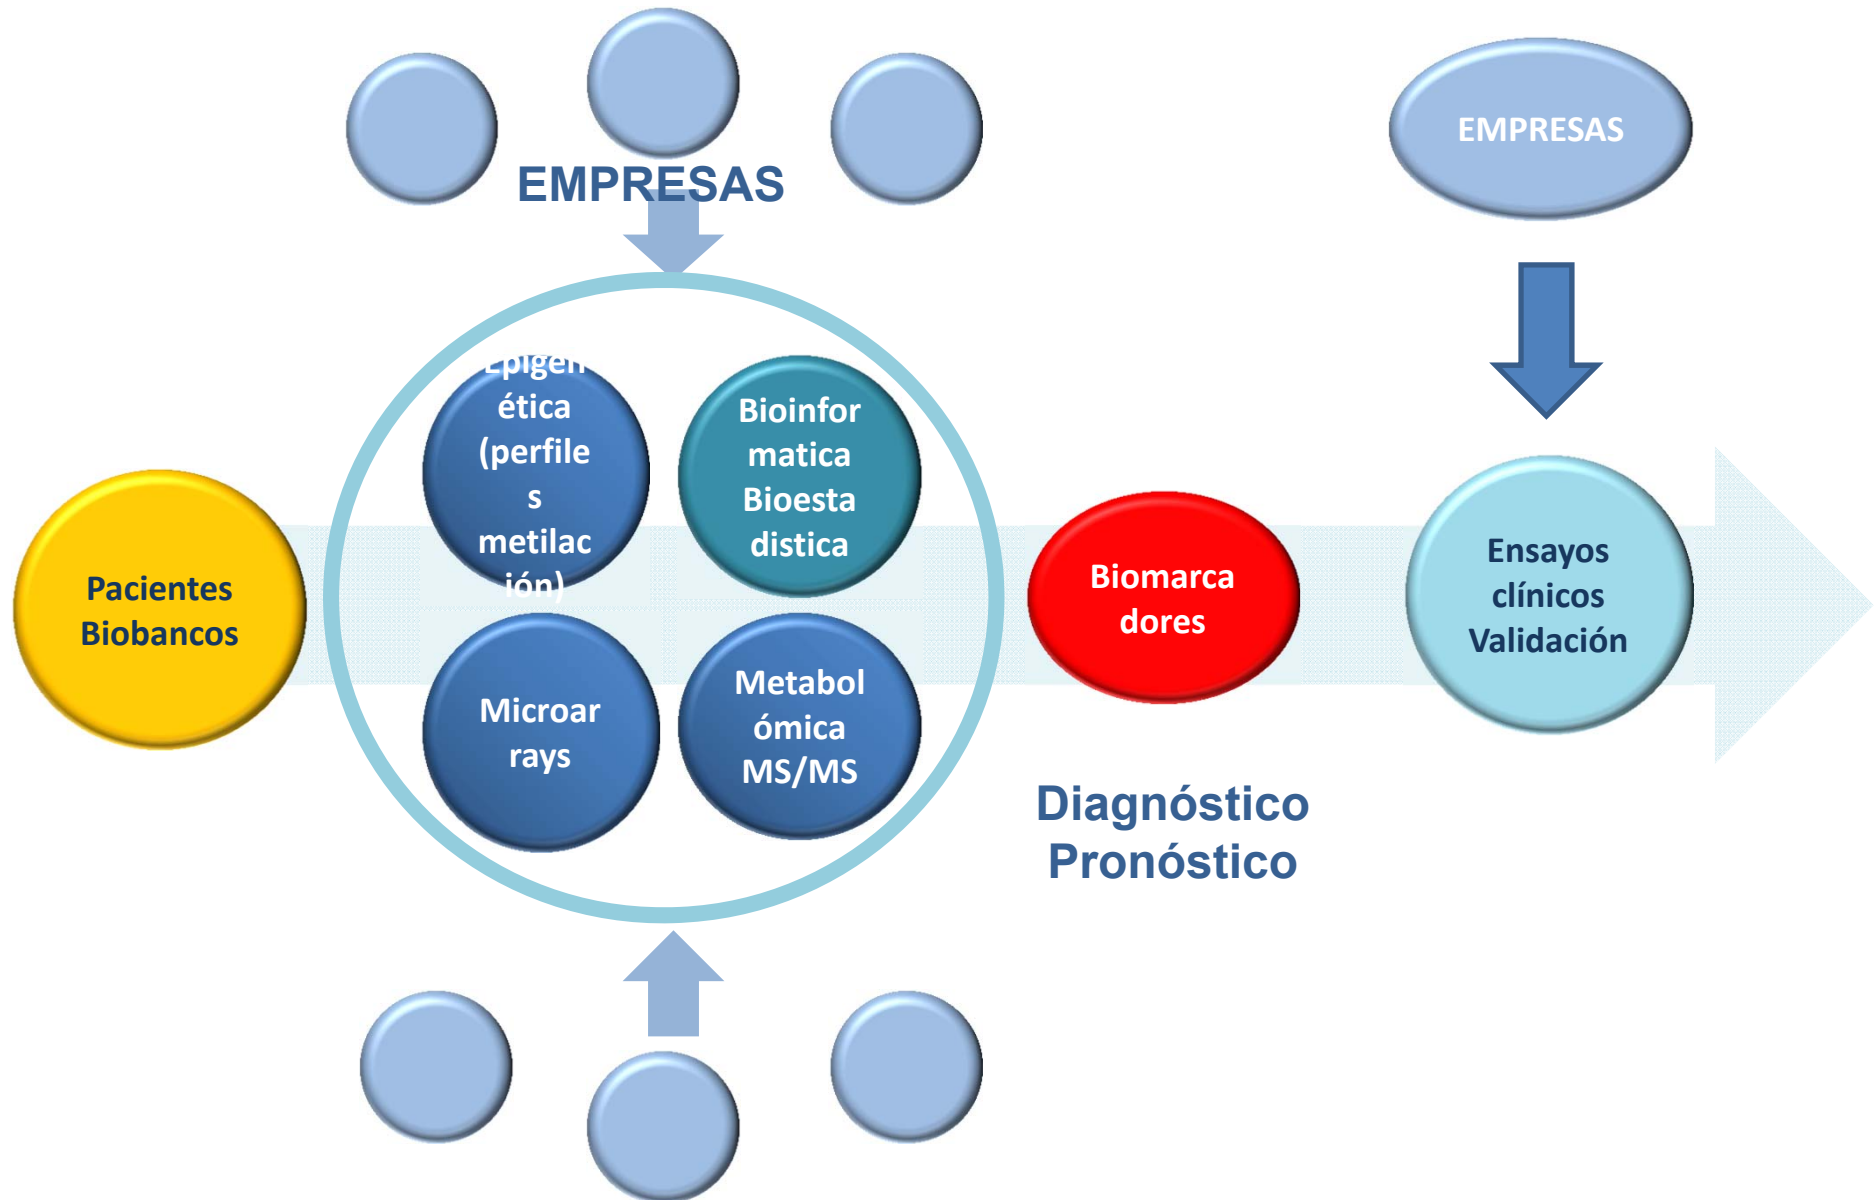 EMPRESAS
EMPRESAS
Pacientes
Biobancos
Epigen
ética
(perfile
s
metilac
ión)
Bioinfor
matica
Bioesta
distica
Microar
rays
Metabol
ómica
MS/MS
Biomarca
dores
Diagnóstico
Pronóstico
Ensayos
clínicos
Validación